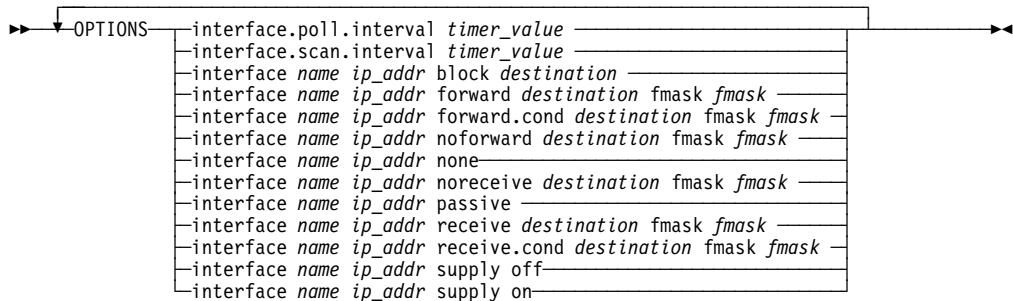 OPTIONS interface.poll.interval timer_value
interface.scan.interval timer_value
interface name ip_addr block destination
interface name ip_addr forward destination fmask fmask
interface name ip_addr forward.cond destination fmask fmask
interface name ip_addr noforward destination fmask fmask
interface name ip_addr none
interface name ip_addr noreceive destination fmask fmask
interface name ip_addr passive
interface name ip_addr receive destination fmask fmask
interface name ip_addr receive.cond destination fmask fmask
interface name ip_addr supply off
interface name ip_addr supply on